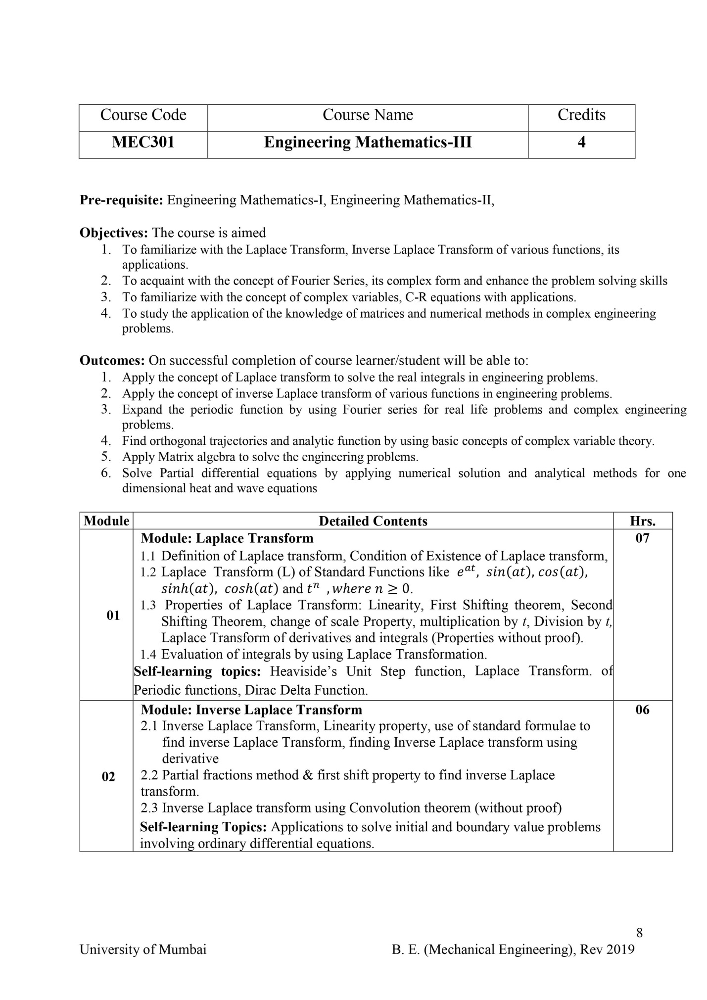 Course Code Course Name Credits
MEC301 Engineering Mathematics-III 4
Pre-requisite: Engineering Mathematics-I, Engineering Mathematics-II,
Objectives: The course is aimed
1. To familiarize with the Laplace Transform, Inverse Laplace Transform of various functions, its
applications.
2. To acquaint with the concept of Fourier Series, its complex form and enhance the problem solving skills
3. To familiarize with the concept of complex variables, C-R equations with applications.
4. To study the application of the knowledge of matrices and numerical methods in complex engineering
problems.
Outcomes: On successful completion of course learner/student will be able to:
1. Apply the concept of Laplace transform to solve the real integrals in engineering problems.
2. Apply the concept of inverse Laplace transform of various functions in engineering problems.
3. Expand the periodic function by using Fourier series for real life problems and complex engineering
problems.
4. Find orthogonal trajectories and analytic function by using basic concepts of complex variable theory.
5. Apply Matrix algebra to solve the engineering problems.
6. Solve Partial differential equations by applying numerical solution and analytical methods for one
dimensional heat and wave equations
Module Detailed Contents Hrs.
01
Module: Laplace Transform 07
1.1 Definition of Laplace transform, Condition of Existence of Laplace transform,
1.2 Laplace Transform (L) of Standard Functions like e^{at}, sin(at), cos(at),
sinh(at), cosh(at) and t^n , where n ≥ 0.
1.3 Properties of Laplace Transform: Linearity, First Shifting theorem, Second
Shifting Theorem, change of scale Property, multiplication by t, Division by t,
Laplace Transform of derivatives and integrals (Properties without proof).
1.4 Evaluation of integrals by using Laplace Transformation.
Self-learning topics: Heaviside’s Unit Step function, Laplace Transform. of
Periodic functions, Dirac Delta Function.
02
Module: Inverse Laplace Transform 06
2.1 Inverse Laplace Transform, Linearity property, use of standard formulae to
find inverse Laplace Transform, finding Inverse Laplace transform using
derivative
2.2 Partial fractions method & first shift property to find inverse Laplace
transform.
2.3 Inverse Laplace transform using Convolution theorem (without proof)
Self-learning Topics: Applications to solve initial and boundary value problems
involving ordinary differential equations.
8
University of Mumbai B. E. (Mechanical Engineering), Rev 2019